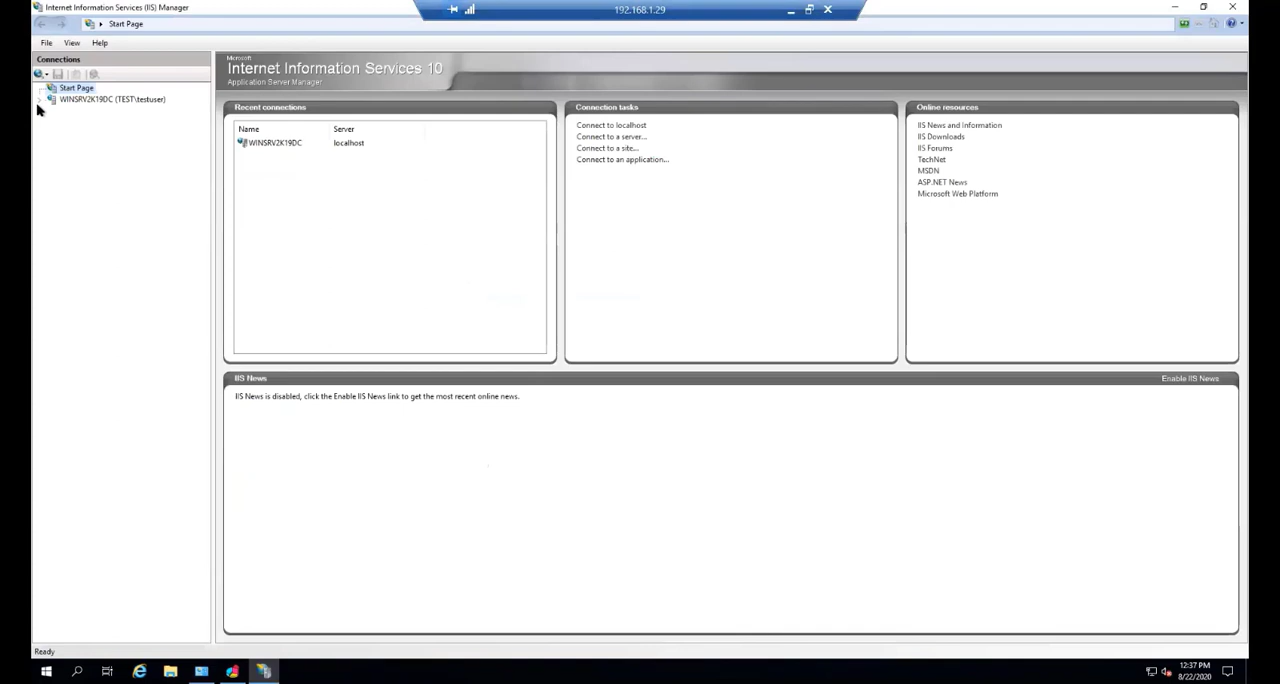 Internet Information Services (IIS) Manager
192.168.1.29
Start Page
File View Help
Connections
Start Page
WINSRV2K19DC (TEST\testuser)
Microsoft
Internet Information Services 10
Application Server Manager
Recent connections
Name Server
WINSRV2K19DC localhost
Connection tasks
Connect to localhost
Connect to a server...
Connect to a site...
Connect to an application...
Online resources
IIS News and Information
IIS Downloads
IIS Forums
TechNet
MSDN
ASP.NET News
Microsoft Web Platform
IIS News Enable IIS News
IIS News is disabled, click the Enable IIS News link to get the most recent online news.
Ready
12:37 PM
8/22/2020